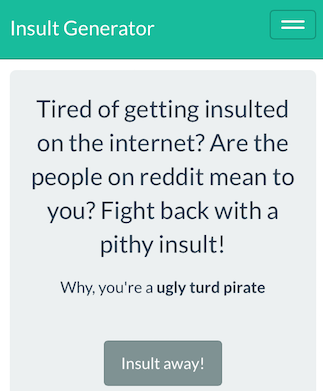 Insult Generator
Tired of getting insulted
on the internet? Are the
people on reddit mean to
you? Fight back with a
pithy insult!
Why, you're a ugly turd pirate
Insult away!